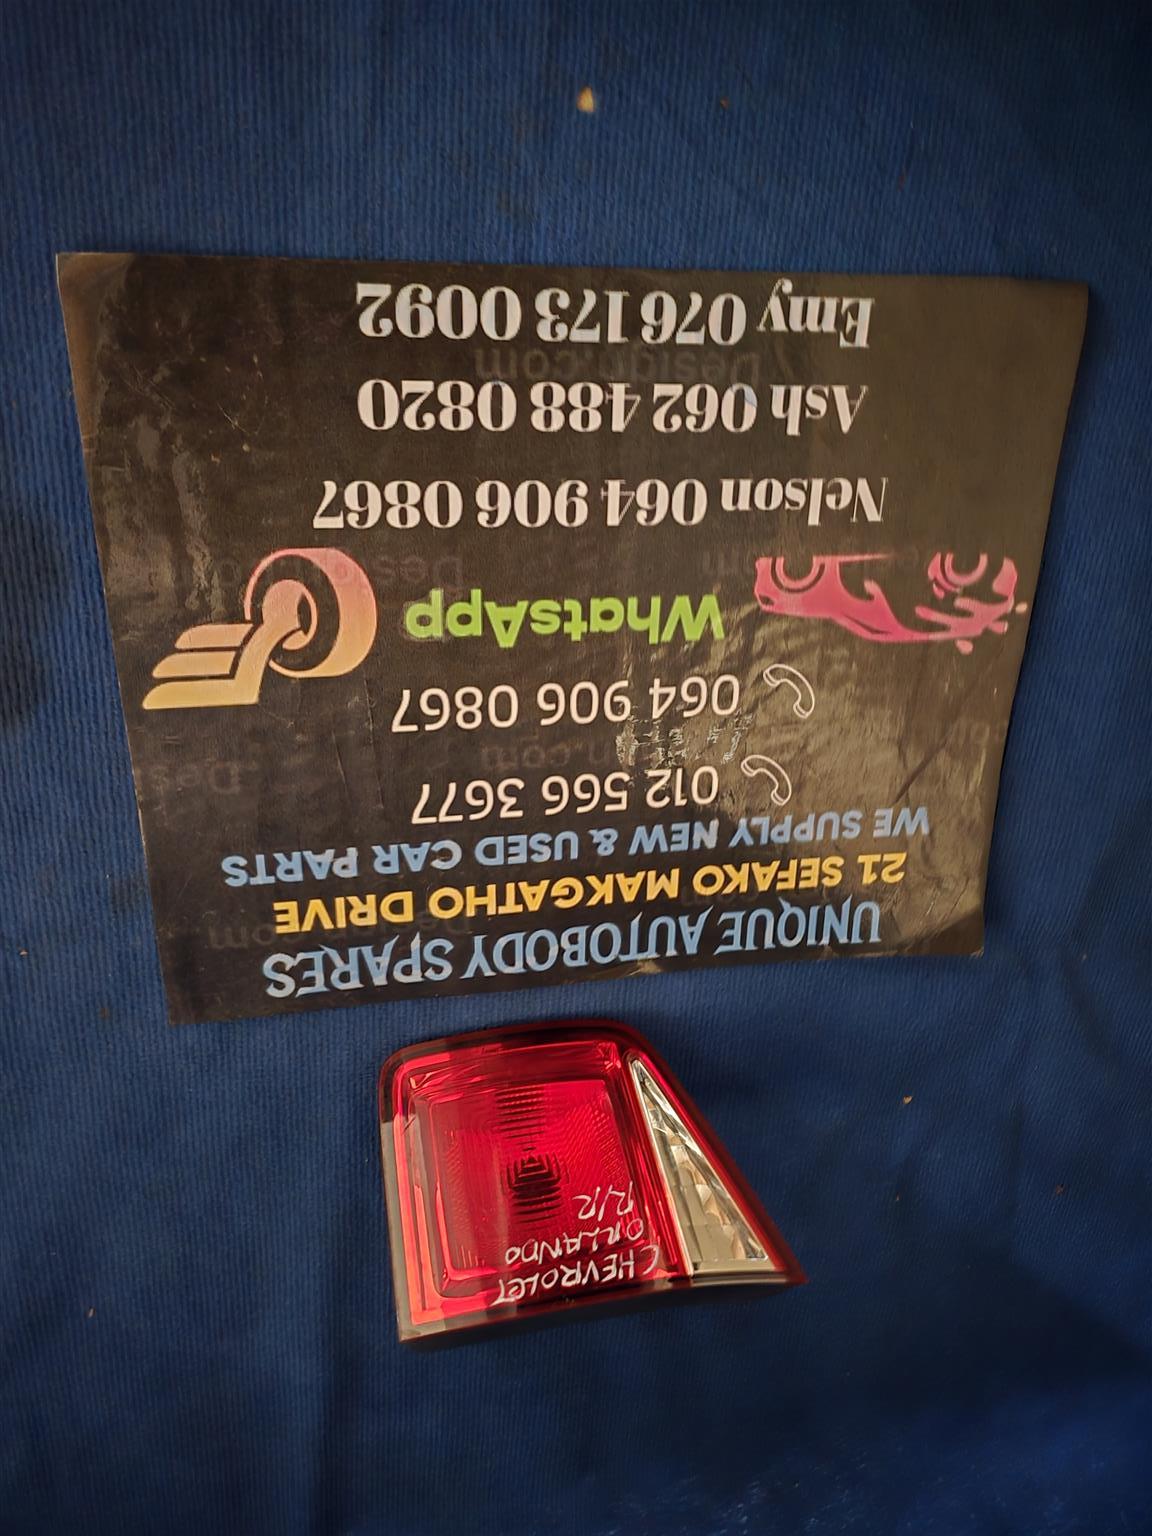 UNIQUE AUTOBODY SPARES
21 SEFAKO MAKGATHO DRIVE
WE SUPPLY NEW & USED CAR PARTS
012 566 3677
064 906 0867
WhatsApp
Nelson 064 906 0867
Ash 062 488 0820
Emy 076 173 0092
CHEVROLET
ORLANDO
R/R